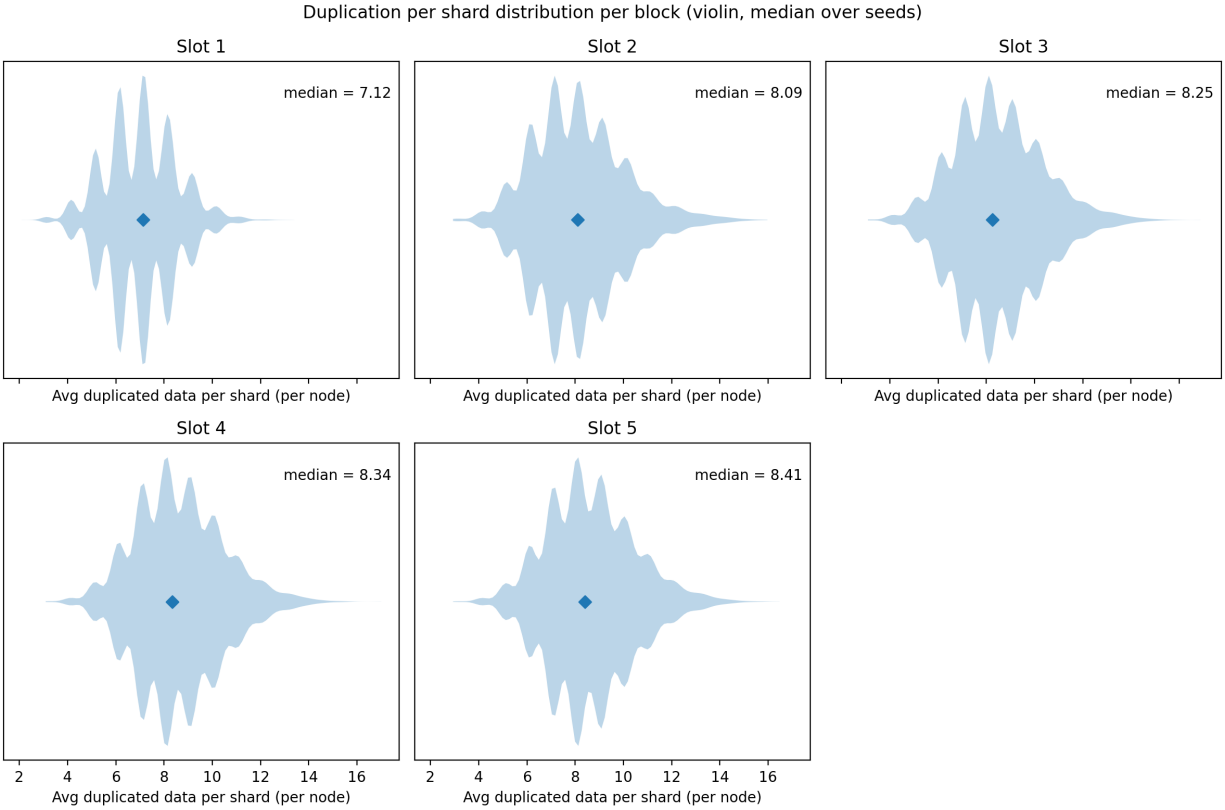 Duplication per shard distribution per block (violin, median over seeds)
Slot 1
Slot 2
Slot 3
median = 7.12
median = 8.09
median = 8.25
Avg duplicated data per shard (per node)
Avg duplicated data per shard (per node)
Avg duplicated data per shard (per node)
Slot 4
Slot 5
median = 8.34
median = 8.41
2 4 6 8 10 12 14 16
2 4 6 8 10 12 14 16
Avg duplicated data per shard (per node)
Avg duplicated data per shard (per node)